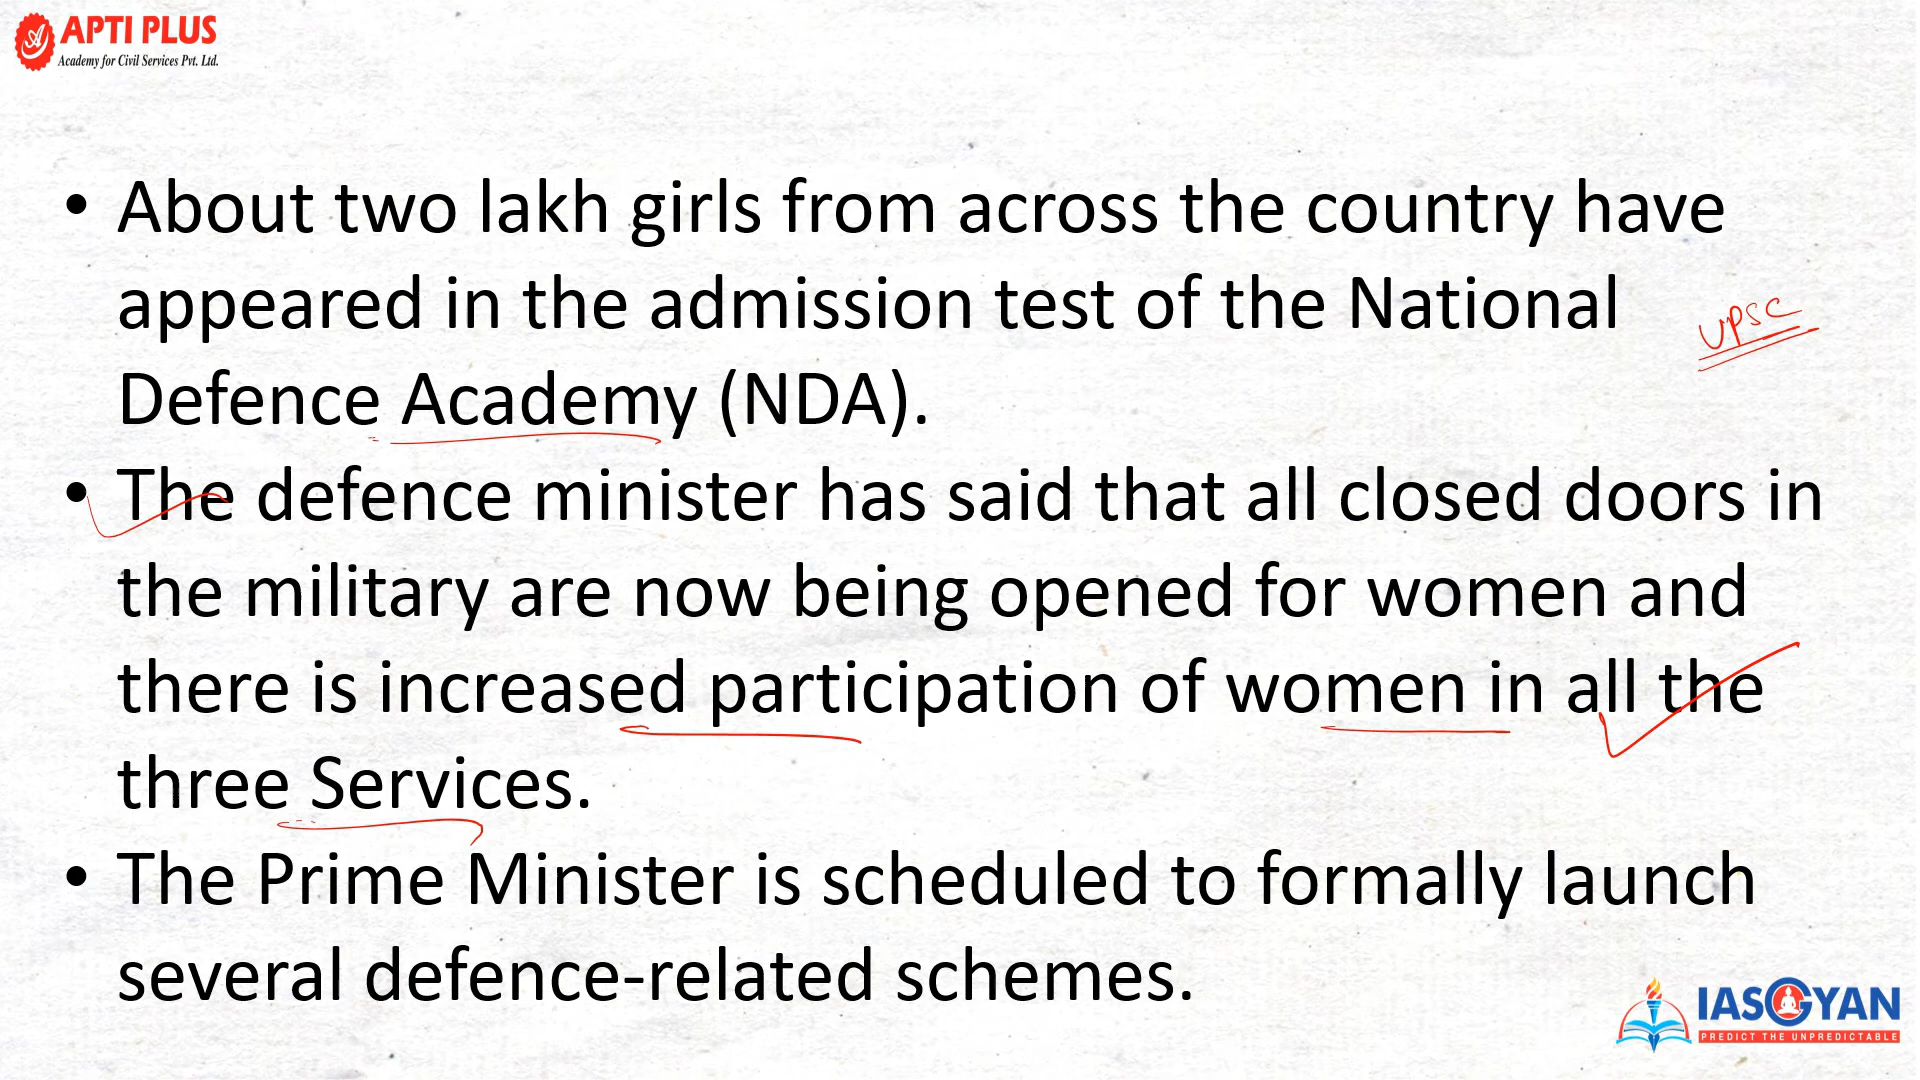 APTI PLUS
Academy for Civil Services Pvt. Ltd.
• About two lakh girls from across the country have
appeared in the admission test of the National
UPSC
Defence Academy (NDA).
• The defence minister has said that all closed doors in
the military are now being opened for women and
there is increased participation of women in all the
three Services.
• The Prime Minister is scheduled to formally launch
several defence-related schemes.
IASGYAN
PREDICT THE UNPREDICTABLE